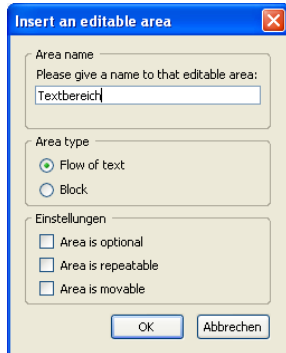 Insert an editable area
Area name
Please give a name to that editable area:
Textbereich
Area type
Flow of text
Block
Einstellungen
Area is optional
Area is repeatable
Area is movable
OK
Abbrechen